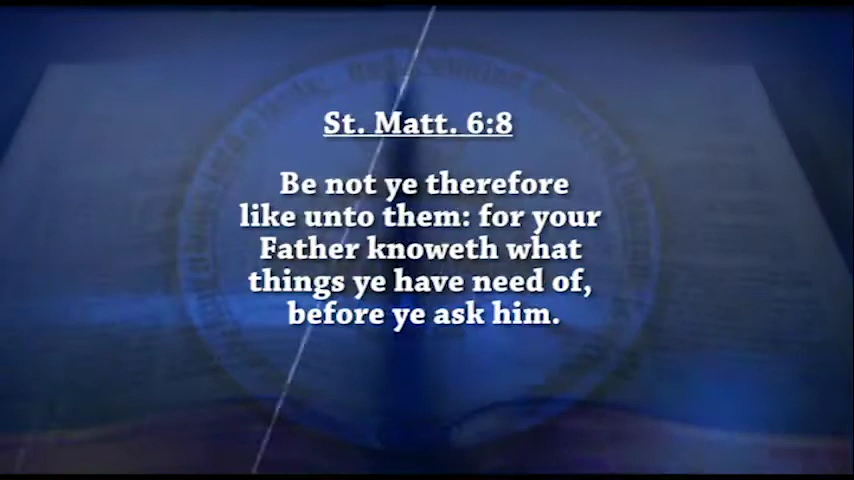 St. Matt. 6:8
Be not ye therefore
like unto them: for your
Father knoweth what
things ye have need of,
before ye ask him.